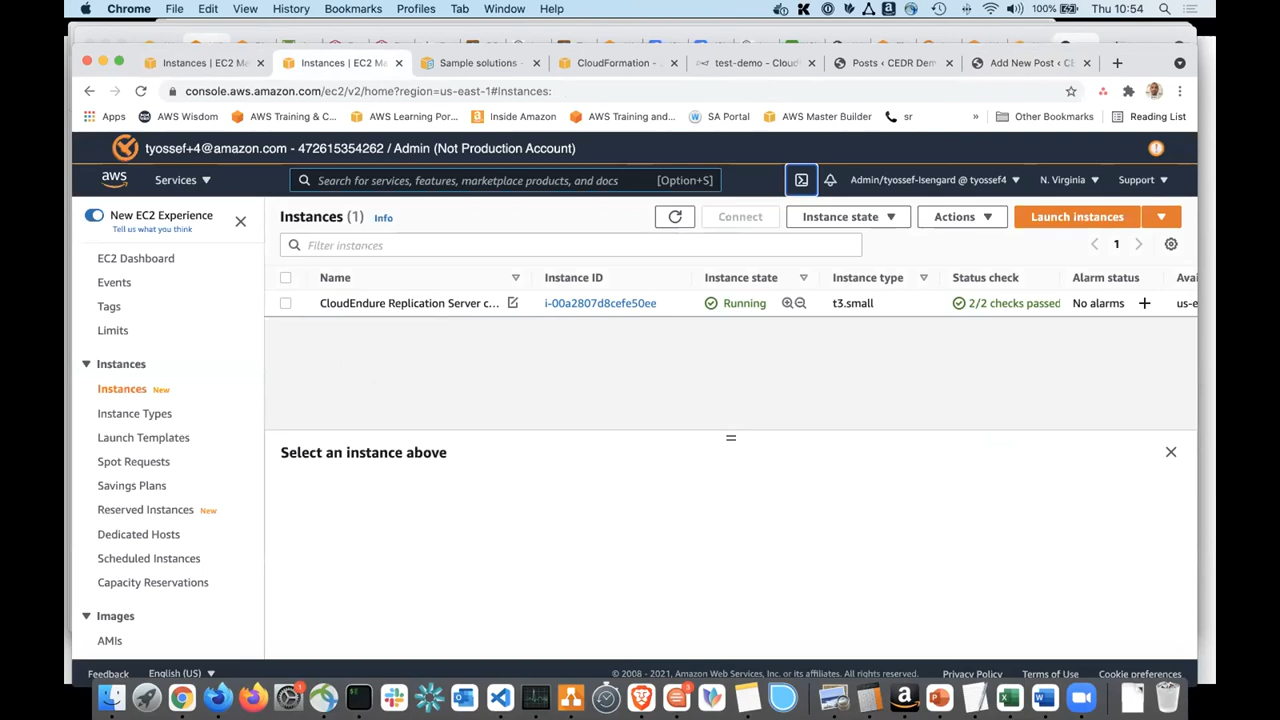 Chrome File Edit View History Bookmarks Profiles Tab Window Help 100% Thu 10:54
Instances | EC2 Ma Instances | EC2 Ma Sample solutions - CloudFormation - test-demo - Cloud Posts ‹ CEDR Dem Add New Post ‹ CE
console.aws.amazon.com/ec2/v2/home?region=us-east-1#Instances:
Apps AWS Wisdom AWS Training & C... AWS Learning Por... Inside Amazon AWS Training and... SA Portal AWS Master Builder sr » Other Bookmarks Reading List
tyossef+4@amazon.com - 472615354262 / Admin (Not Production Account)
aws Services Search for services, features, marketplace products, and docs [Option+S] Admin/tyossef-Isengard @ tyossef4 N. Virginia Support
New EC2 Experience
Tell us what you think
EC2 Dashboard
Events
Tags
Limits
Instances
Instances New
Instance Types
Launch Templates
Spot Requests
Savings Plans
Reserved Instances New
Dedicated Hosts
Scheduled Instances
Capacity Reservations
Images
AMIs
Instances (1) Info Connect Instance state Actions Launch instances
Filter instances 1
Name Instance ID Instance state Instance type Status check Alarm status Avai
CloudEndure Replication Server c... i-00a2807d8cefe50ee Running t3.small 2/2 checks passed No alarms + us-e
Select an instance above
Feedback English (US) © 2008 - 2021, Amazon Web Services, Inc. or its affiliates. All rights reserved. Privacy Policy Terms of Use Cookie preferences